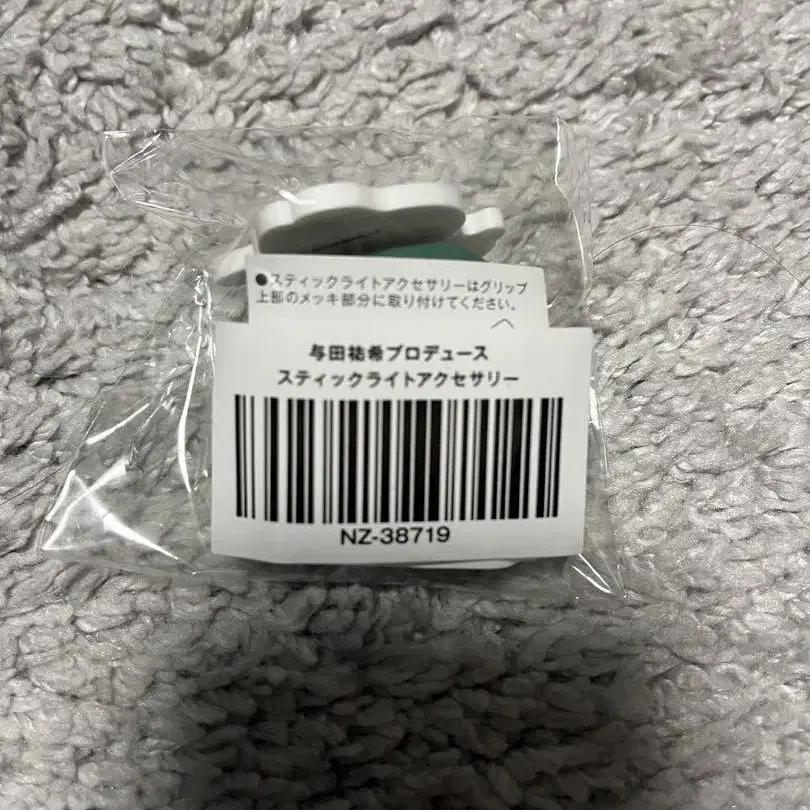 ●スティックライトアクセサリーはグリップ
上部のメッキ部分に取り付けてください。
与田祐希プロデュース
スティックライトアクセサリー
NZ-38719